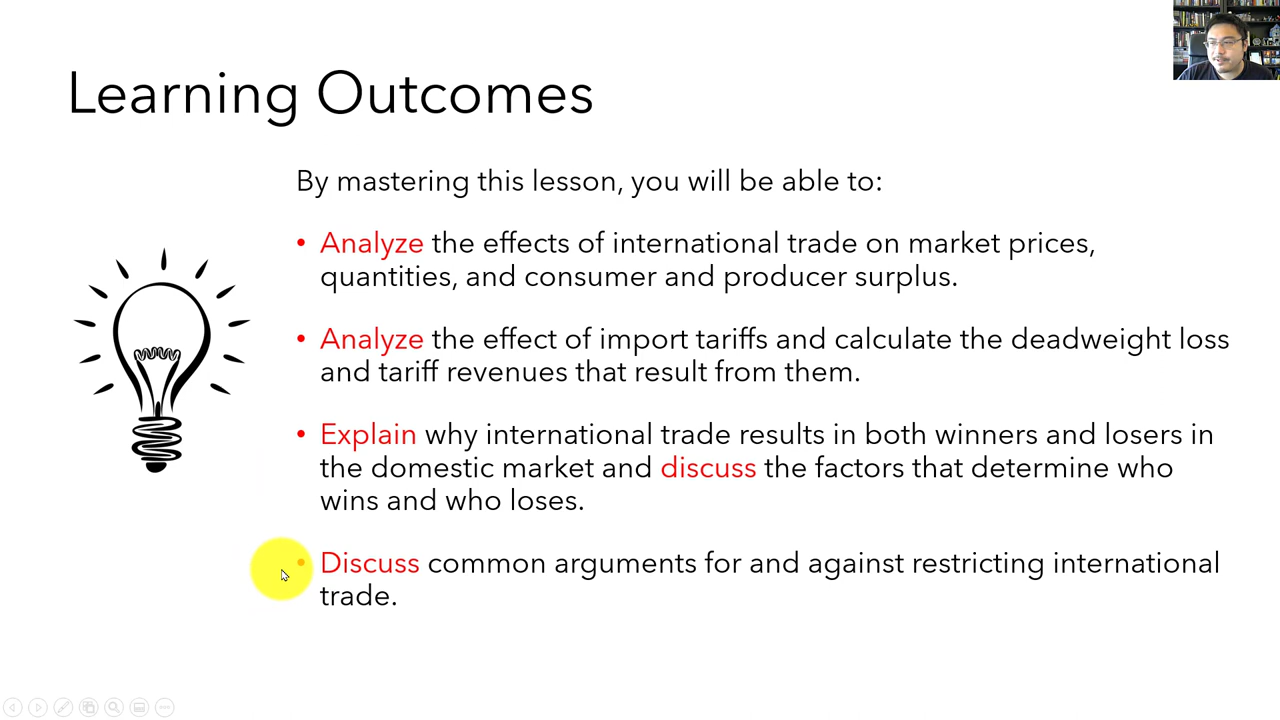 Learning Outcomes
By mastering this lesson, you will be able to:
• Analyze the effects of international trade on market prices,
quantities, and consumer and producer surplus.
• Analyze the effect of import tariffs and calculate the deadweight loss
and tariff revenues that result from them.
• Explain why international trade results in both winners and losers in
the domestic market and discuss the factors that determine who
wins and who loses.
• Discuss common arguments for and against restricting international
trade.